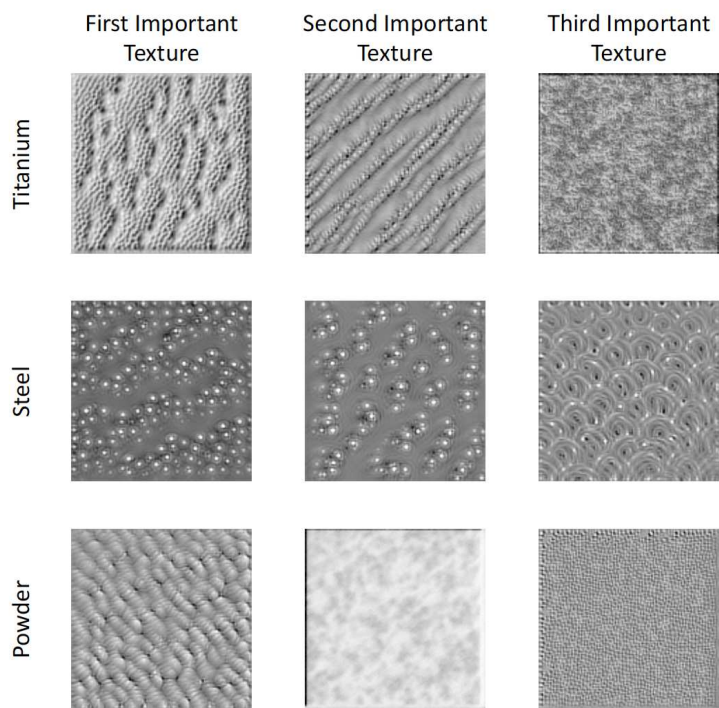 First Important Second Important Third Important
Texture Texture Texture
Titanium
Steel
Powder